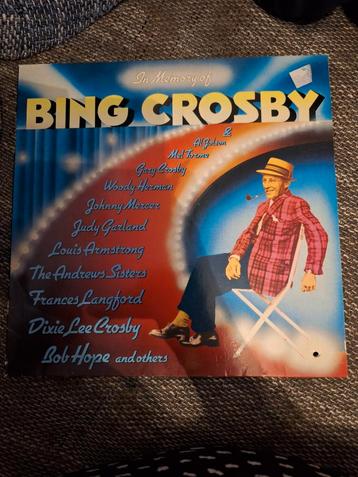 In Memory of
BING CROSBY
&
Al Jolson
Mel Torme
Gary Crosby
Woody Herman
Johnny Mercer
Judy Garland
Louis Armstrong
The Andrews Sisters
Frances Langford
Dixie Lee Crosby
Bob Hope and others